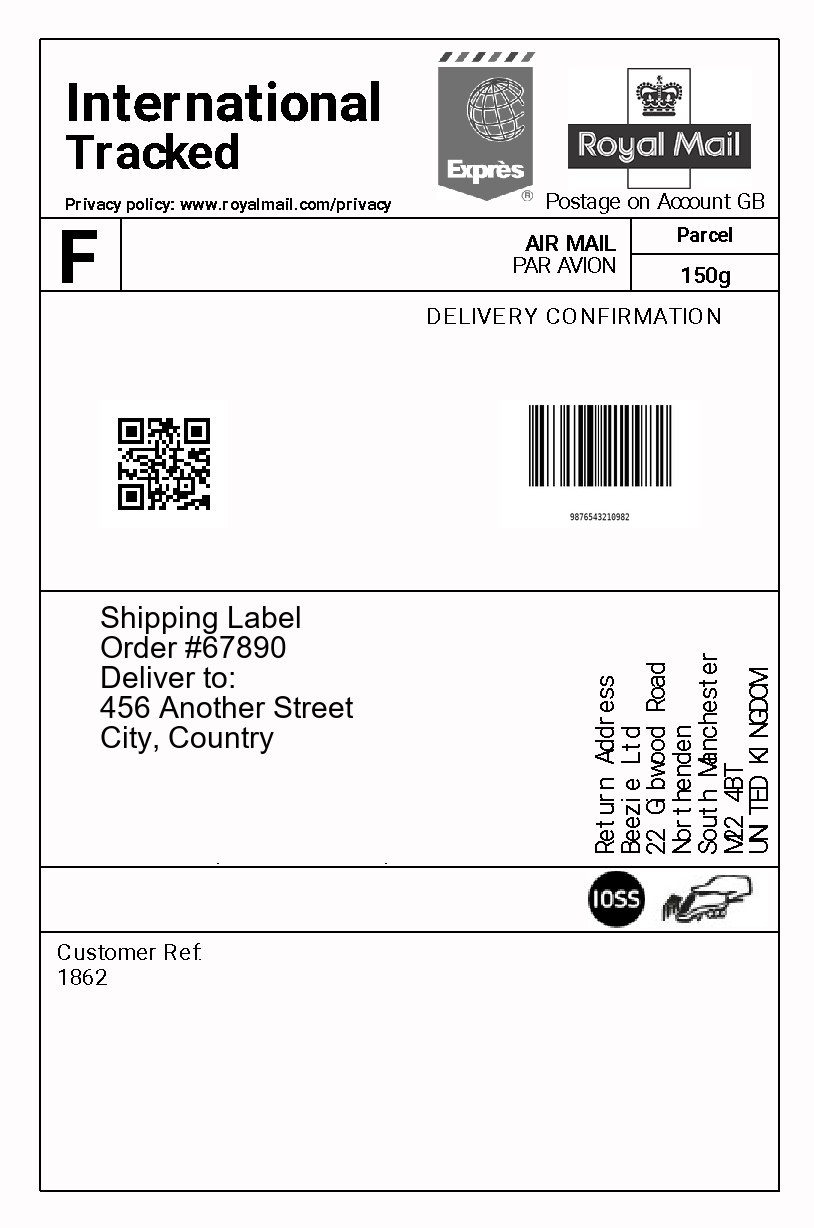 International
Tracked
Privacy policy: www.royalmail.com/privacy
Exprès
®
Royal Mail
Postage on Account GB
F
AIR MAIL
PAR AVION
Parcel
150g
DELIVERY CONFIRMATION
9876543210982
Shipping Label
Order #67890
Deliver to:
456 Another Street
City, Country
Return Address
Beezie Ltd
22 Gibwood Road
Northenden
South Manchester
M22 4BT
UNITED KINGDOM
IOSS
Customer Ref.
1862